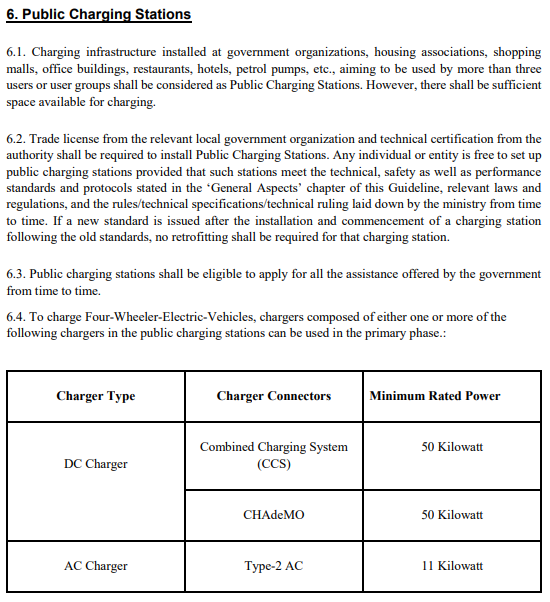 6. Public Charging Stations
6.1. Charging infrastructure installed at government organizations, housing associations, shopping
malls, office buildings, restaurants, hotels, petrol pumps, etc., aiming to be used by more than three
users or user groups shall be considered as Public Charging Stations. However, there shall be sufficient
space available for charging.
6.2. Trade license from the relevant local government organization and technical certification from the
authority shall be required to install Public Charging Stations. Any individual or entity is free to set up
public charging stations provided that such stations meet the technical, safety as well as performance
standards and protocols stated in the ‘General Aspects’ chapter of this Guideline, relevant laws and
regulations, and the rules/technical specifications/technical ruling laid down by the ministry from time
to time. If a new standard is issued after the installation and commencement of a charging station
following the old standards, no retrofitting shall be required for that charging station.
6.3. Public charging stations shall be eligible to apply for all the assistance offered by the government
from time to time.
6.4. To charge Four-Wheeler-Electric-Vehicles, chargers composed of either one or more of the
following chargers in the public charging stations can be used in the primary phase.:
Charger Type Charger Connectors Minimum Rated Power
DC Charger Combined Charging System 50 Kilowatt
(CCS)
CHAdeMO 50 Kilowatt
AC Charger Type-2 AC 11 Kilowatt